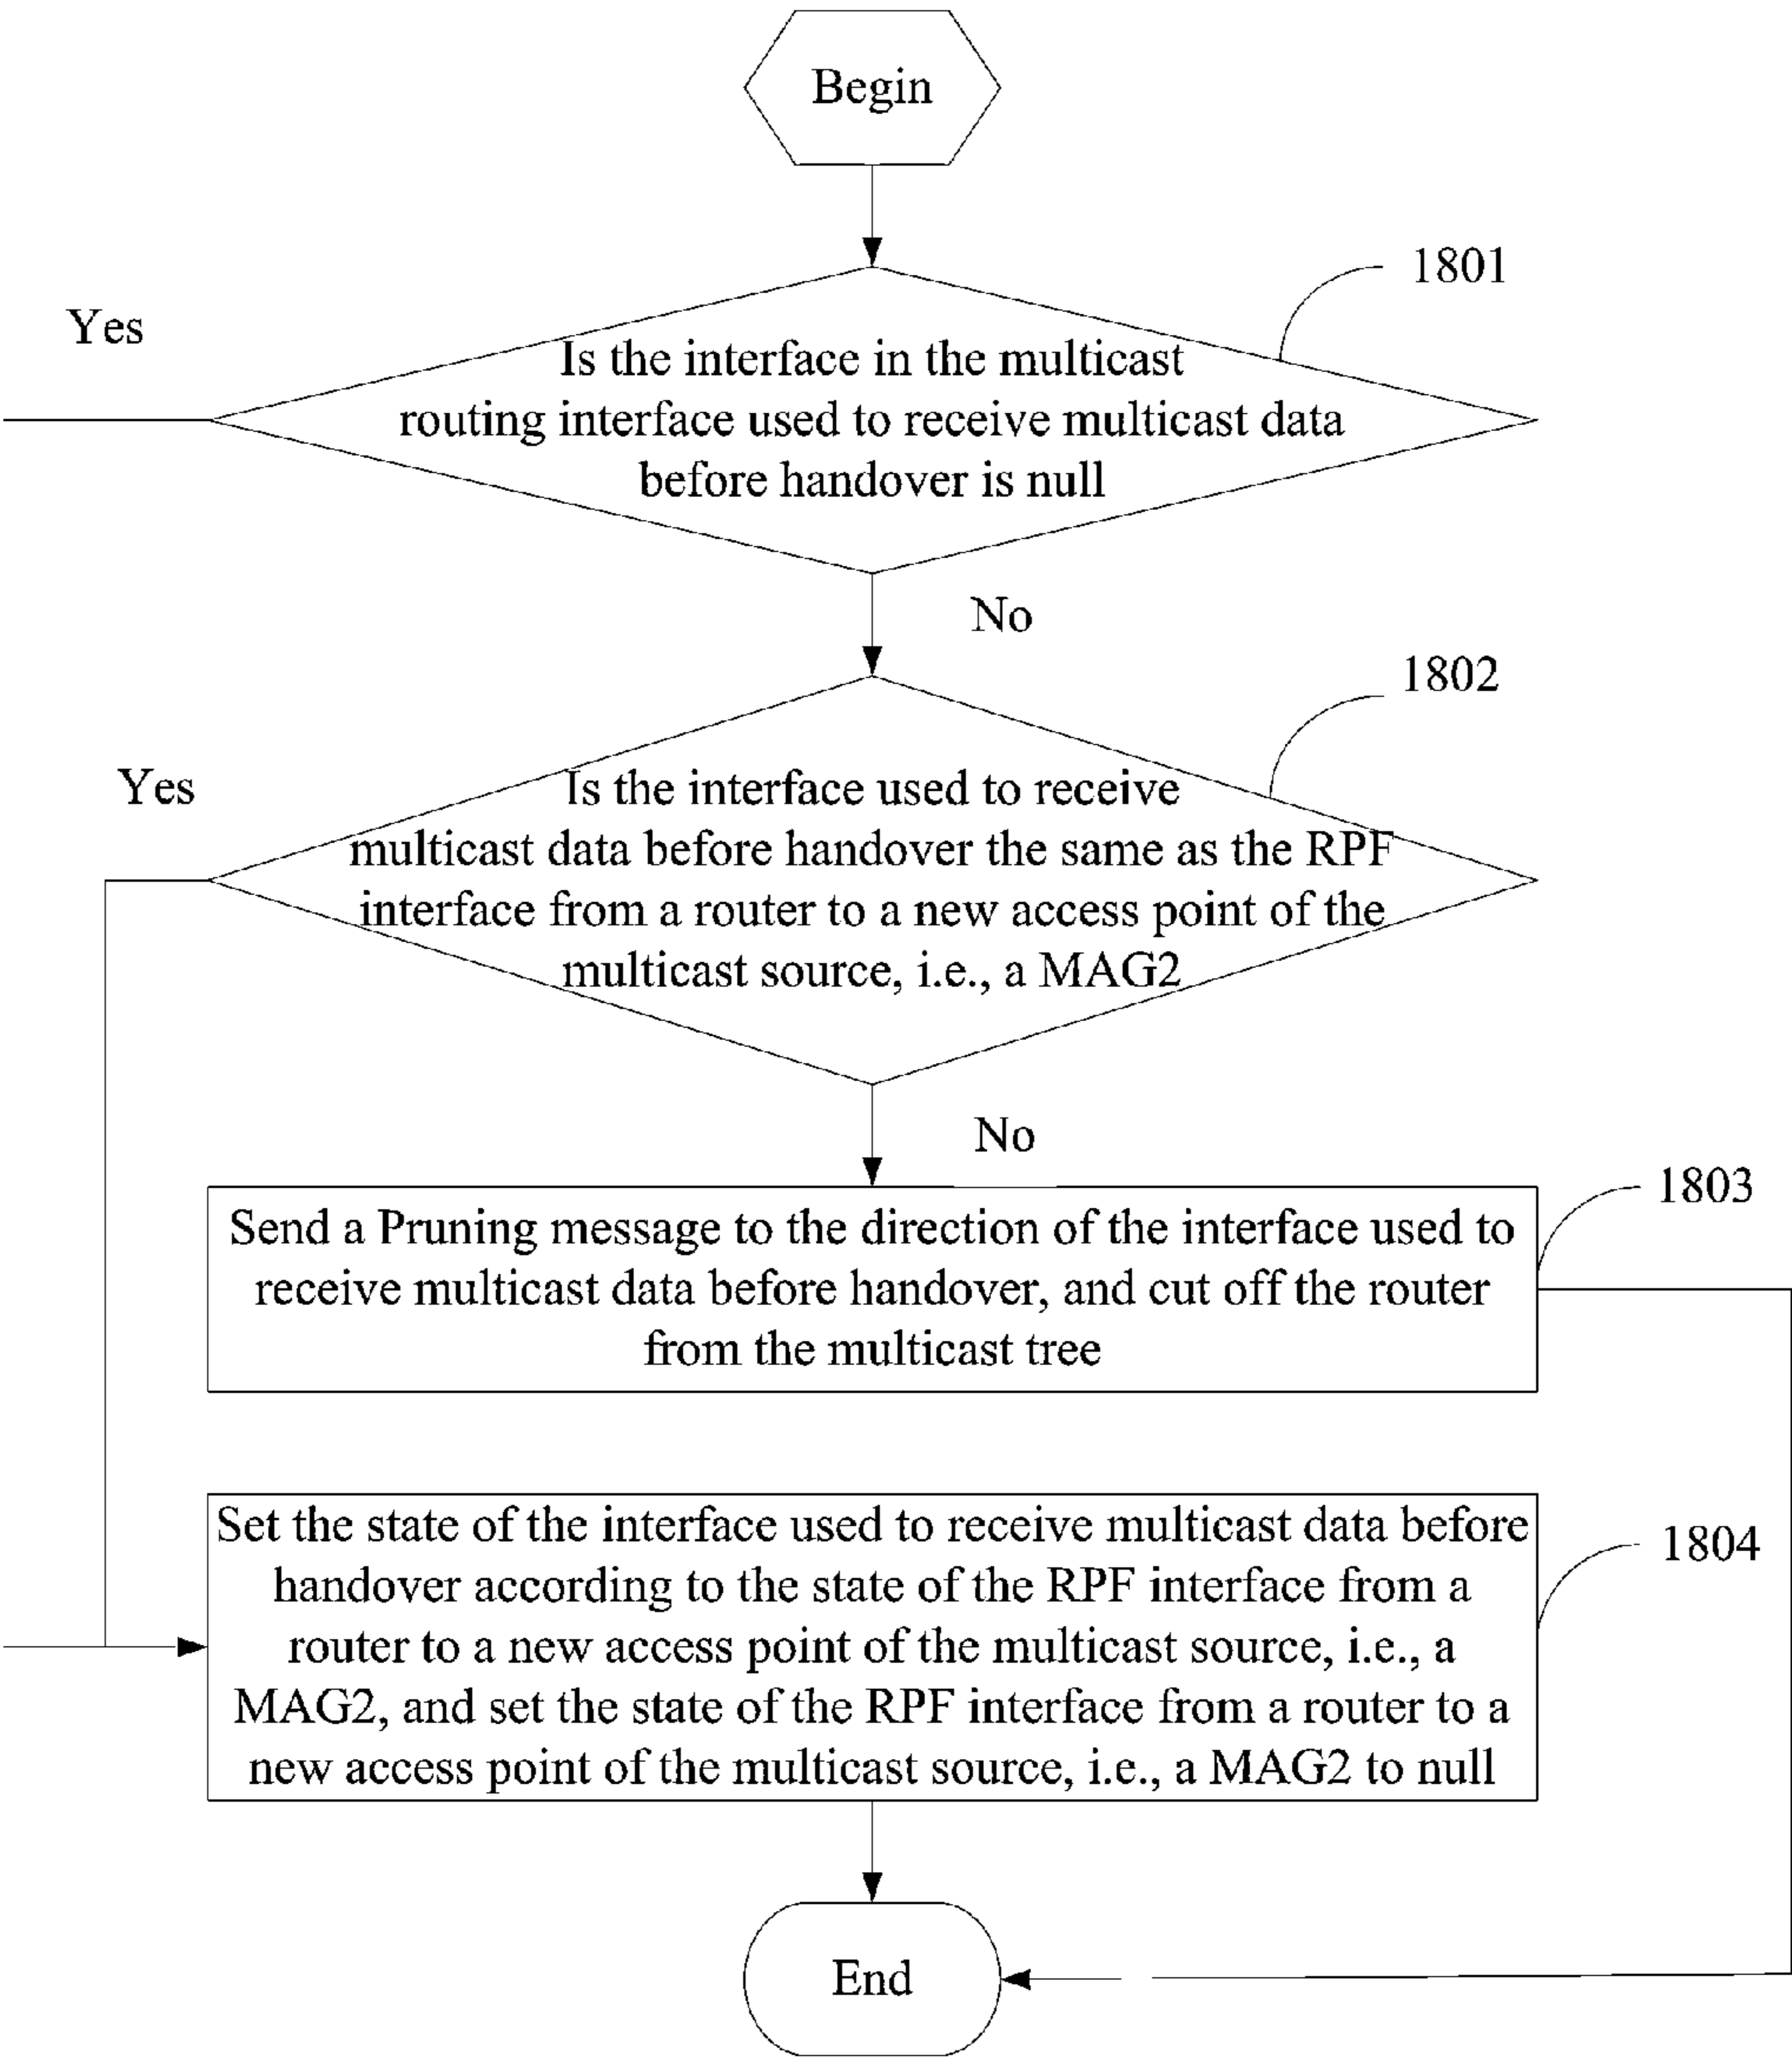 Begin
1801
Yes
Is the interface in the multicast
routing interface used to receive multicast data
before handover is null
No
1802
Yes
Is the interface used to receive
multicast data before handover the same as the RPF
interface from a router to a new access point of the
multicast source, i.e., a MAG2
No
1803
Send a Pruning message to the direction of the interface used to
receive multicast data before handover, and cut off the router
from the multicast tree
Set the state of the interface used to receive multicast data before
1804
handover according to the state of the RPF interface from a
router to a new access point of the multicast source, i.e., a
MAG2, and set the state of the RPF interface from a router to a
new access point of the multicast source, i.e., a MAG2 to null
End